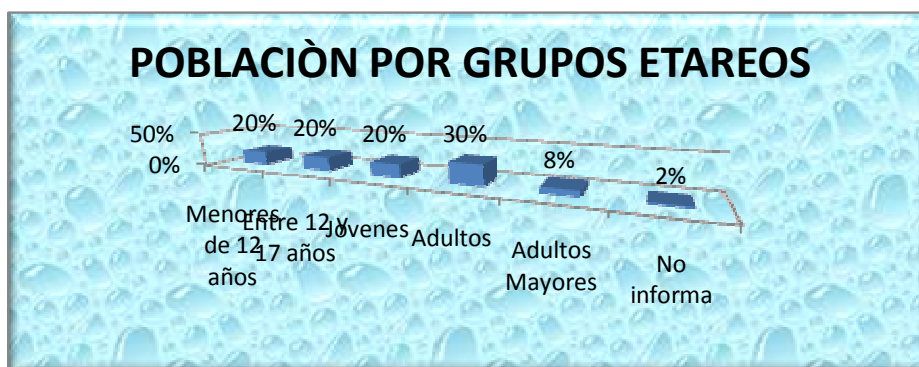 POBLACIÒN POR GRUPOS ETAREOS
50%
0%
20%
20%
20%
30%
8%
2%
Menores
de 12
años
Entre 12 y
17 años
Jovenes
Adultos
Adultos
Mayores
No
informa